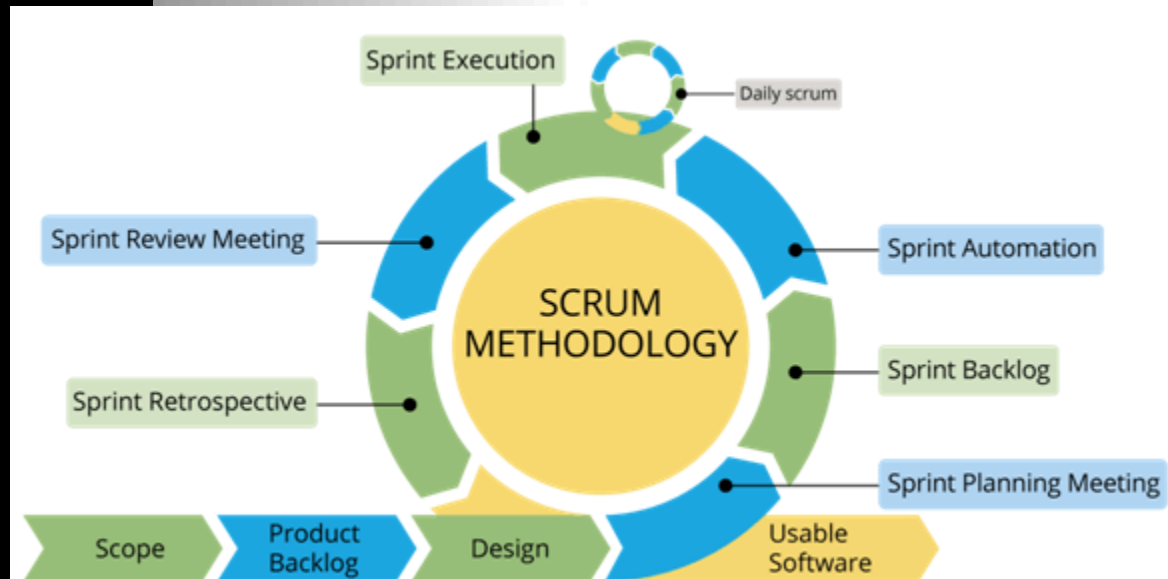 Sprint Execution
Daily scrum
Sprint Review Meeting
Sprint Automation
SCRUM
METHODOLOGY
Sprint Backlog
Sprint Retrospective
Sprint Planning Meeting
Scope
Product
Backlog
Design
Usable
Software